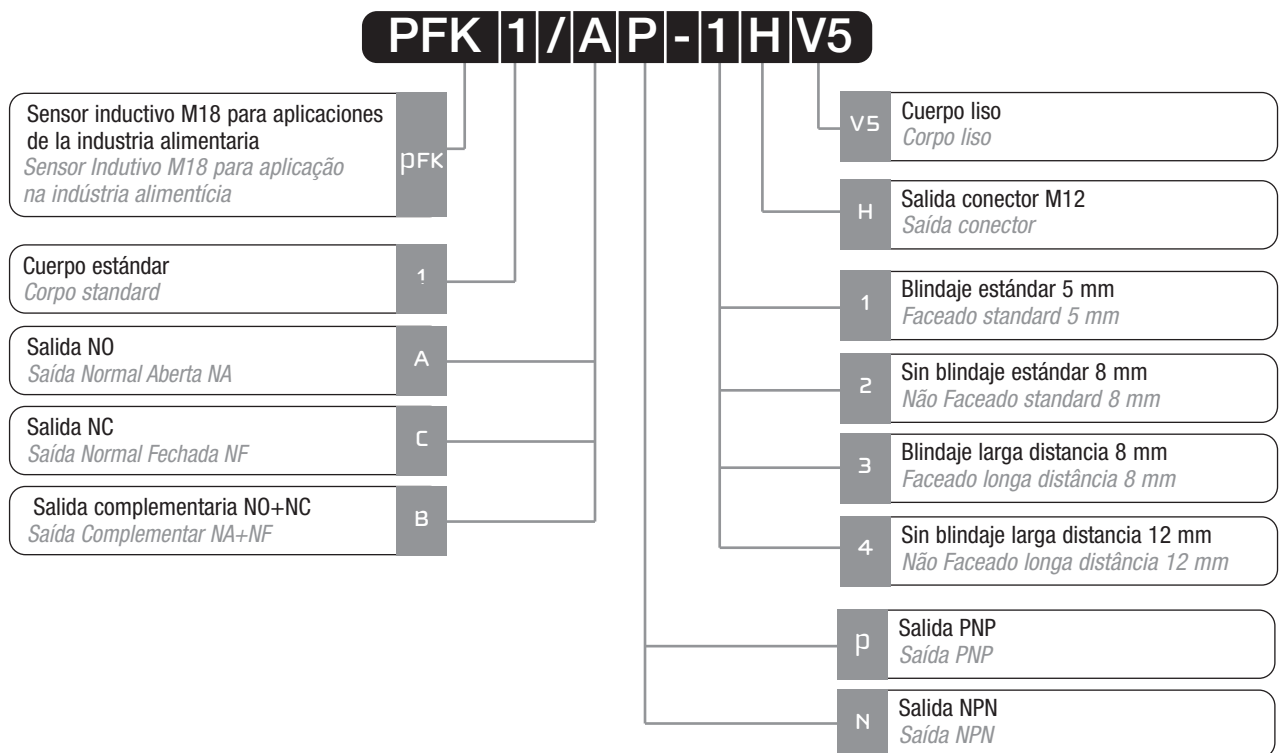 PFK 1/AP-1HV5
Sensor inductivo M18 para aplicaciones
de la industria alimentaria
Sensor Indutivo M18 para aplicação
na indústria alimentícia
PFK
Cuerpo estándar
Corpo standard
1
Salida NO
Saída Normal Aberta NA
A
Salida NC
Saída Normal Fechada NF
C
Salida complementaria NO+NC
Saída Complementar NA+NF
B
V5
Cuerpo liso
Corpo liso
H
Salida conector M12
Saída conector
1
Blindaje estándar 5 mm
Faceado standard 5 mm
2
Sin blindaje estándar 8 mm
Não Faceado standard 8 mm
3
Blindaje larga distancia 8 mm
Faceado longa distância 8 mm
4
Sin blindaje larga distancia 12 mm
Não Faceado longa distância 12 mm
P
Salida PNP
Saída PNP
N
Salida NPN
Saída NPN